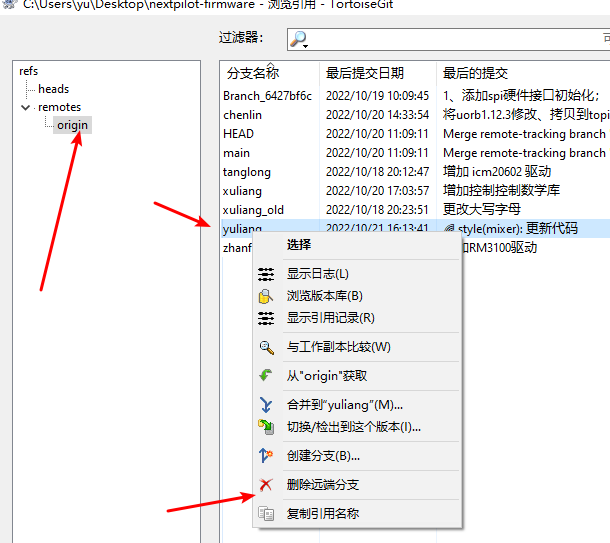 C:\Users\yu\Desktop\nextpilot-firmware - 浏览引用 - TortoiseGit
过滤器：
refs
heads
remotes
origin
分支名称 最后提交日期 最后的提交
Branch_6427bf6c 2022/10/19 10:09:45 1、添加spi硬件接口初始化；
chenlin 2022/10/20 14:33:54 将uorb1.12.3修改、拷贝到topi
HEAD 2022/10/20 11:09:11 Merge remote-tracking branch
main 2022/10/20 11:09:11 Merge remote-tracking branch
tanglong 2022/10/18 20:12:47 增加 icm20602 驱动
xuliang 2022/10/20 17:03:57 增加控制控制数学库
xuliang_old 2022/10/18 20:23:51 更改大写字母
yuliang 2022/10/21 16:13:41 style(mixer): 更新代码
zhanf 加RM3100驱动
选择
显示日志(L)
浏览版本库(B)
显示引用记录(R)
与工作副本比较(W)
从"origin"获取
合并到“yuliang”(M)...
切换/检出到这个版本(I)...
创建分支(B)...
删除远端分支
复制引用名称